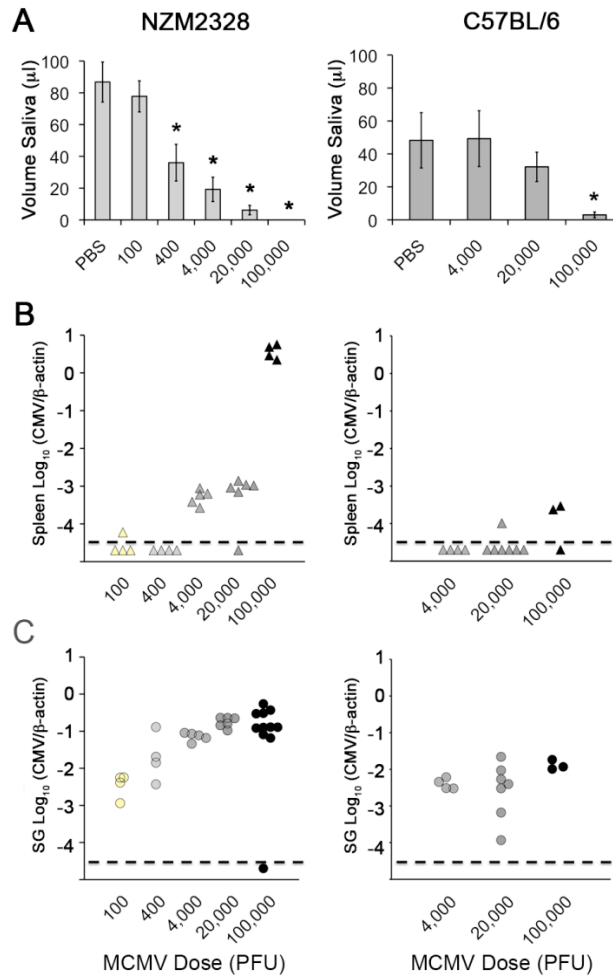 A
NZM2328
C57BL/6
Volume Saliva (µl)
100
80
60
40
20
0
* * * *
PBS 100 400 4,000 20,000 100,000
Volume Saliva (µl)
100
80
60
40
20
0
*
PBS 4,000 20,000 100,000
B
Spleen Log10 (CMV/β-actin)
1
0
-1
-2
-3
-4
100 400 4,000 20,000 100,000
Spleen Log10 (CMV/β-actin)
1
0
-1
-2
-3
-4
4,000 20,000 100,000
C
SG Log10 (CMV/β-actin)
1
0
-1
-2
-3
-4
100 400 4,000 20,000 100,000
MCMV Dose (PFU)
SG Log10 (CMV/β-actin)
1
0
-1
-2
-3
-4
4,000 20,000 100,000
MCMV Dose (PFU)